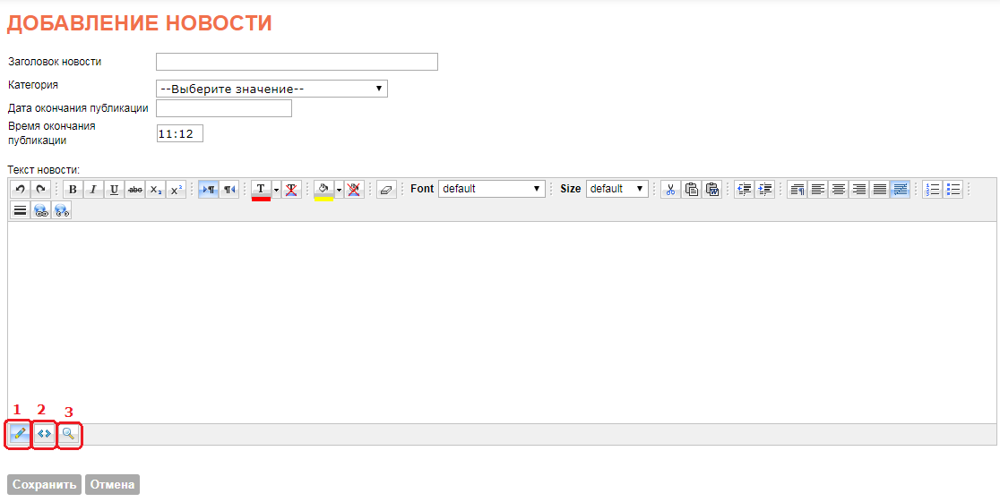 ДОБАВЛЕНИЕ НОВОСТИ
Заголовок новости
Категория --Выберите значение--
Дата окончания публикации
Время окончания публикации 11:12
Текст новости:
B I U abc X₂ X² T T Font default Size default
1 2 3
Сохранить Отмена